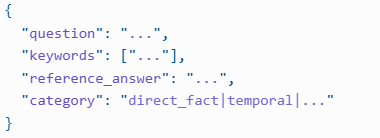 {
  "question": "...",
  "keywords": ["..."],
  "reference_answer": "...",
  "category": "direct_fact|temporal|..."
}